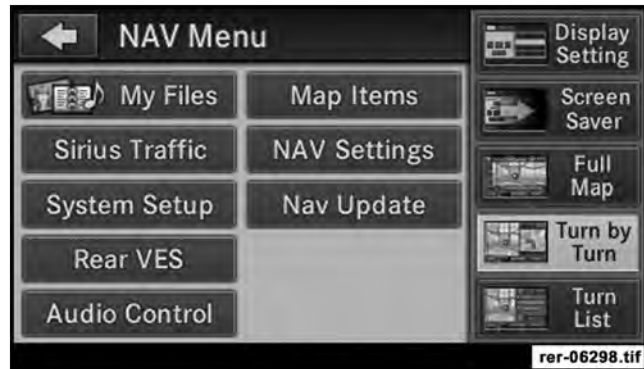 NAV Menu
My Files
Map Items
Sirius Traffic
NAV Settings
System Setup
Nav Update
Rear VES
Audio Control
Display
Setting
Screen
Saver
Full
Map
Turn by
Turn
Turn
List
rer-06298.tif